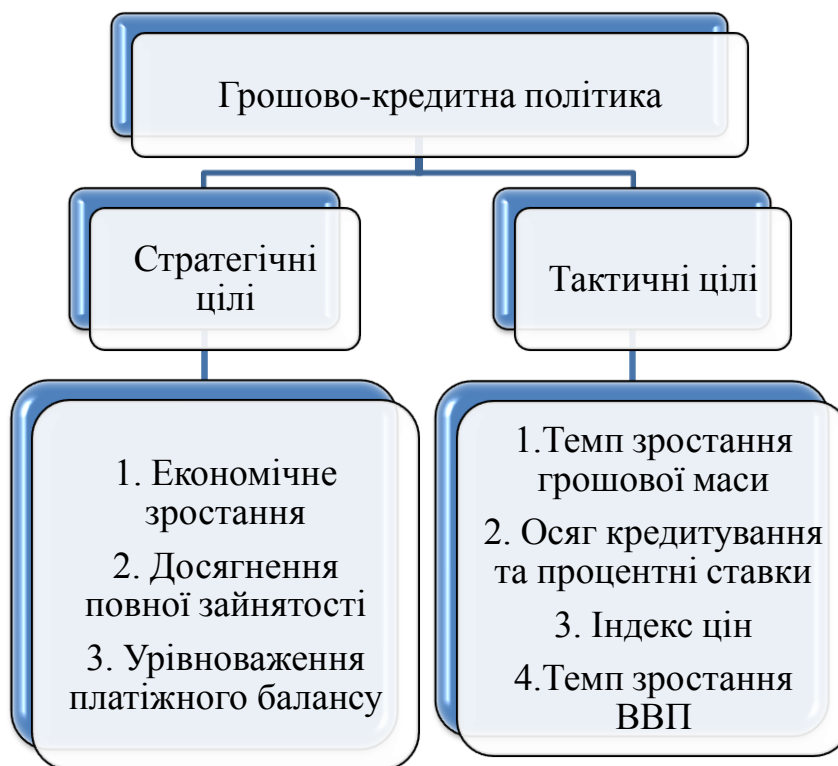 Грошово-кредитна політика
Стратегічні
цілі
Тактичні цілі
1. Економічне
зростання
2. Досягнення
повної зайнятості
3. Урівноваження
платіжного балансу
1.Темп зростання
грошової маси
2. Осяг кредитування
та процентні ставки
3. Індекс цін
4.Темп зростання
ВВП